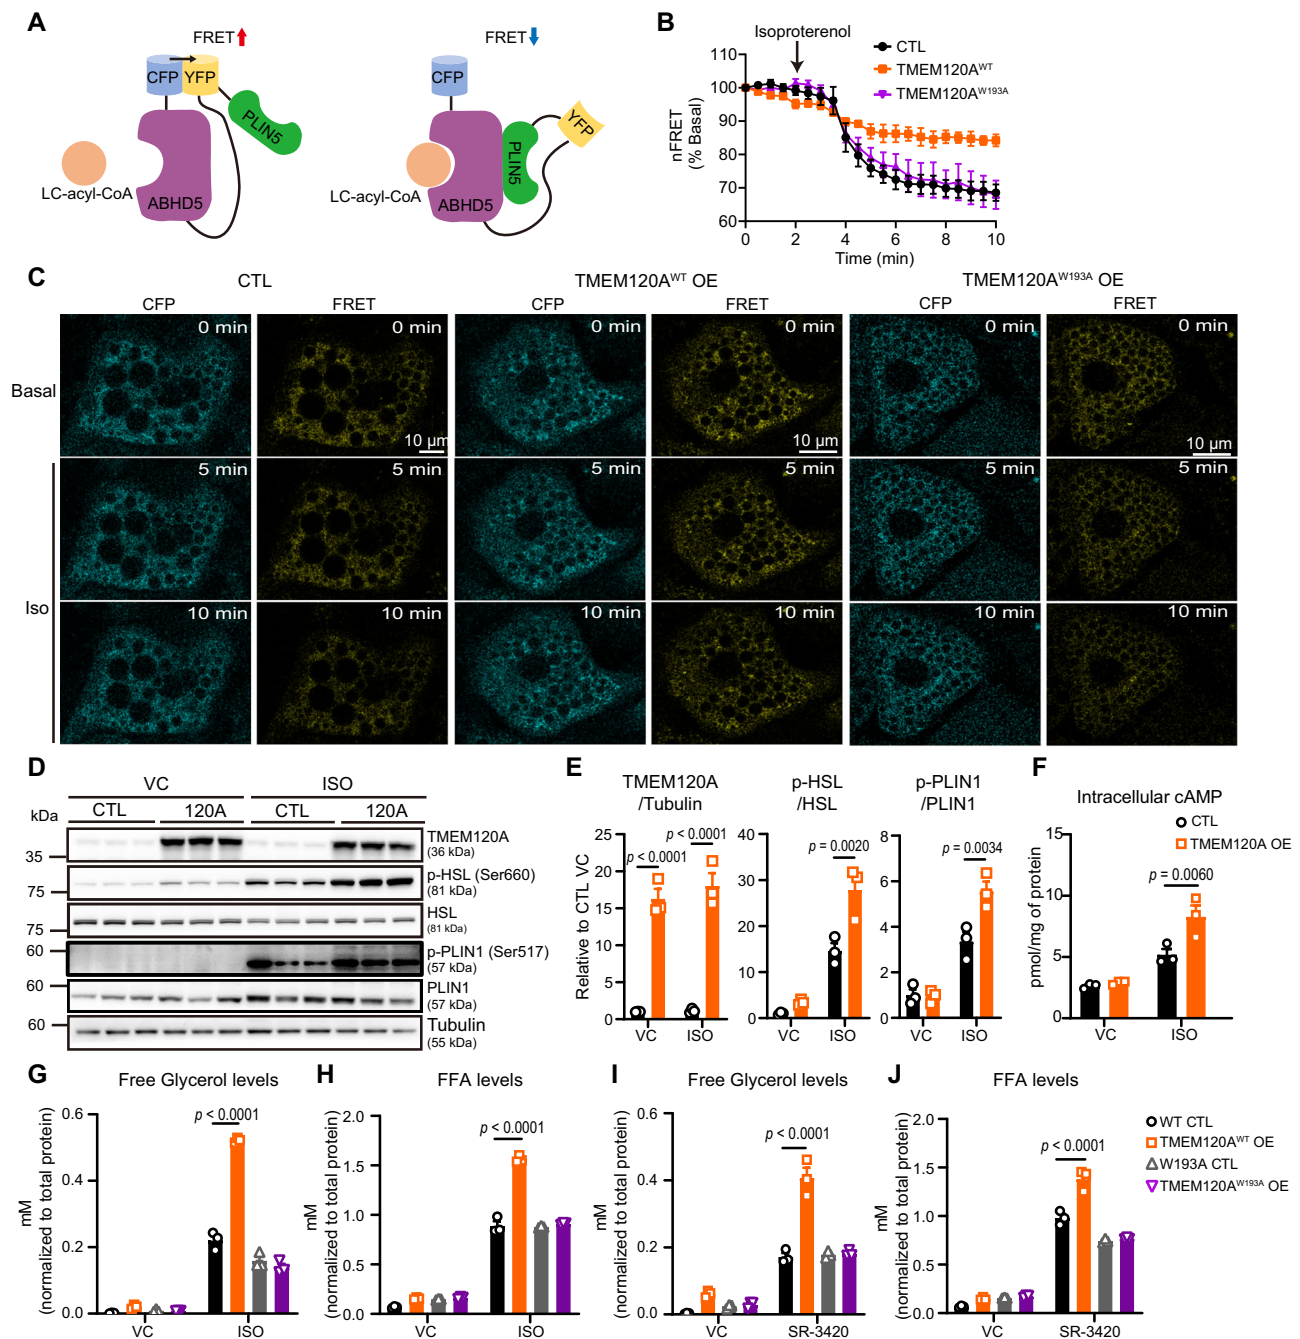 A
FRET
FRET
CFP
YFP
PLIN5
LC-acyl-CoA
ABHD5
CFP
YFP
PLIN5
LC-acyl-CoA
ABHD5
B
Isoproterenol
CTL
TMEM120A^WT
TMEM120A^W193A
nFRET
(% Basal)
110
100
90
80
70
60
0 2 4 6 8 10
Time (min)
C
CTL TMEM120A^WT OE TMEM120A^W193A OE
CFP FRET CFP FRET CFP FRET
Basal
0 min 0 min 0 min 0 min 0 min 0 min
10 µm 10 µm 10 µm
Iso
5 min 5 min 5 min 5 min 5 min 5 min
10 min 10 min 10 min 10 min 10 min 10 min
D
VC ISO
CTL 120A CTL 120A
kDa
35
TMEM120A
(36 kDa)
75
p-HSL (Ser660)
(81 kDa)
75
HSL
(81 kDa)
60
p-PLIN1 (Ser517)
(57 kDa)
60
PLIN1
(57 kDa)
60
Tubulin
(55 kDa)
E
TMEM120A
/Tubulin
Relative to CTL VC
25
20
15
10
5
0
p < 0.0001
p < 0.0001
VC ISO
p-HSL
/HSL
40
30
20
10
0
p = 0.0020
VC ISO
p-PLIN1
/PLIN1
8
6
4
2
0
p = 0.0034
VC ISO
F
Intracellular cAMP
CTL
TMEM120A OE
pmol/mg of protein
15
10
5
0
p = 0.0060
VC ISO
G
Free Glycerol levels
mM
(normalized to total protein)
0.6
0.4
0.2
0.0
p < 0.0001
VC ISO
H
FFA levels
mM
(normalized to total protein)
2.0
1.5
1.0
0.5
0.0
p < 0.0001
VC ISO
I
Free Glycerol levels
mM
(normalized to total protein)
0.6
0.4
0.2
0.0
p < 0.0001
VC SR-3420
J
FFA levels
mM
(normalized to total protein)
2.0
1.5
1.0
0.5
0.0
p < 0.0001
VC SR-3420
WT CTL
TMEM120A^WT OE
W193A CTL
TMEM120A^W193A OE